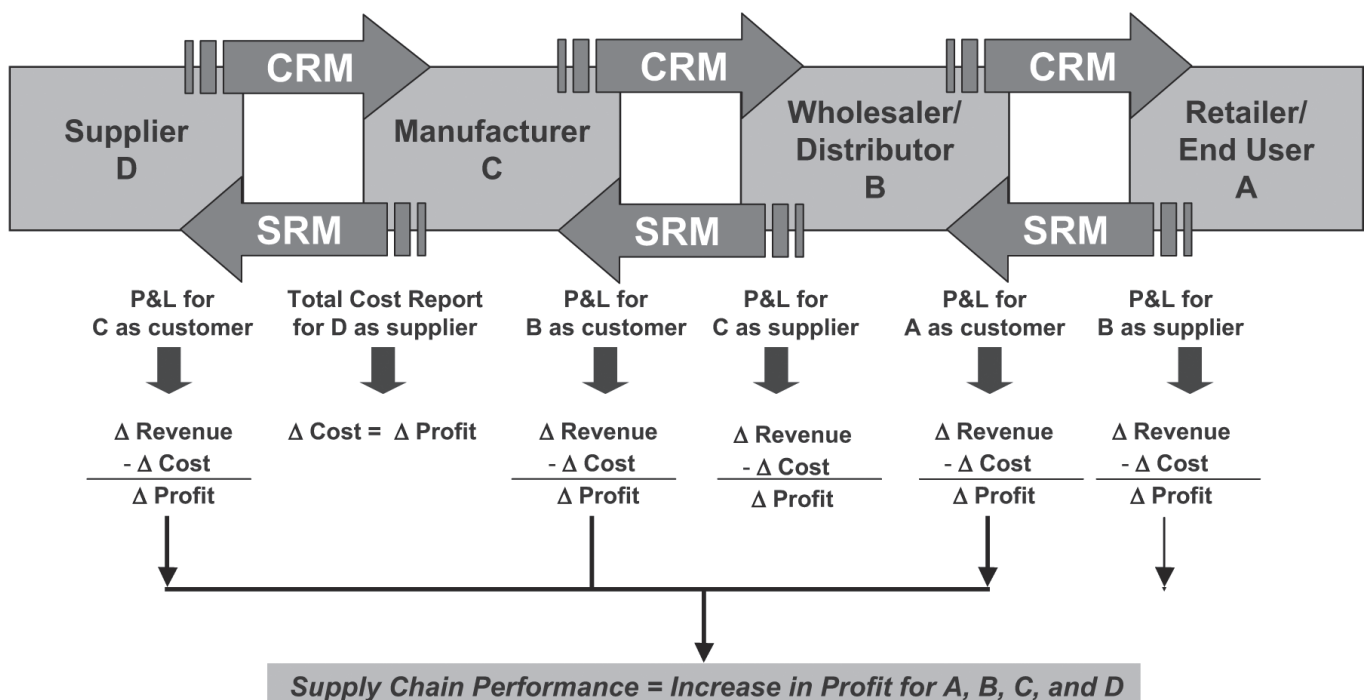 CRM
CRM
CRM
Supplier
D
Manufacturer
C
Wholesaler/
Distributor
B
Retailer/
End User
A
SRM
SRM
SRM
P&L for
C as customer
Total Cost Report
for D as supplier
P&L for
B as customer
P&L for
C as supplier
P&L for
A as customer
P&L for
B as supplier
Δ Revenue
- Δ Cost
Δ Profit
Δ Cost = Δ Profit
Δ Revenue
- Δ Cost
Δ Profit
Δ Revenue
- Δ Cost
Δ Profit
Δ Revenue
- Δ Cost
Δ Profit
Δ Revenue
- Δ Cost
Δ Profit
Supply Chain Performance = Increase in Profit for A, B, C, and D